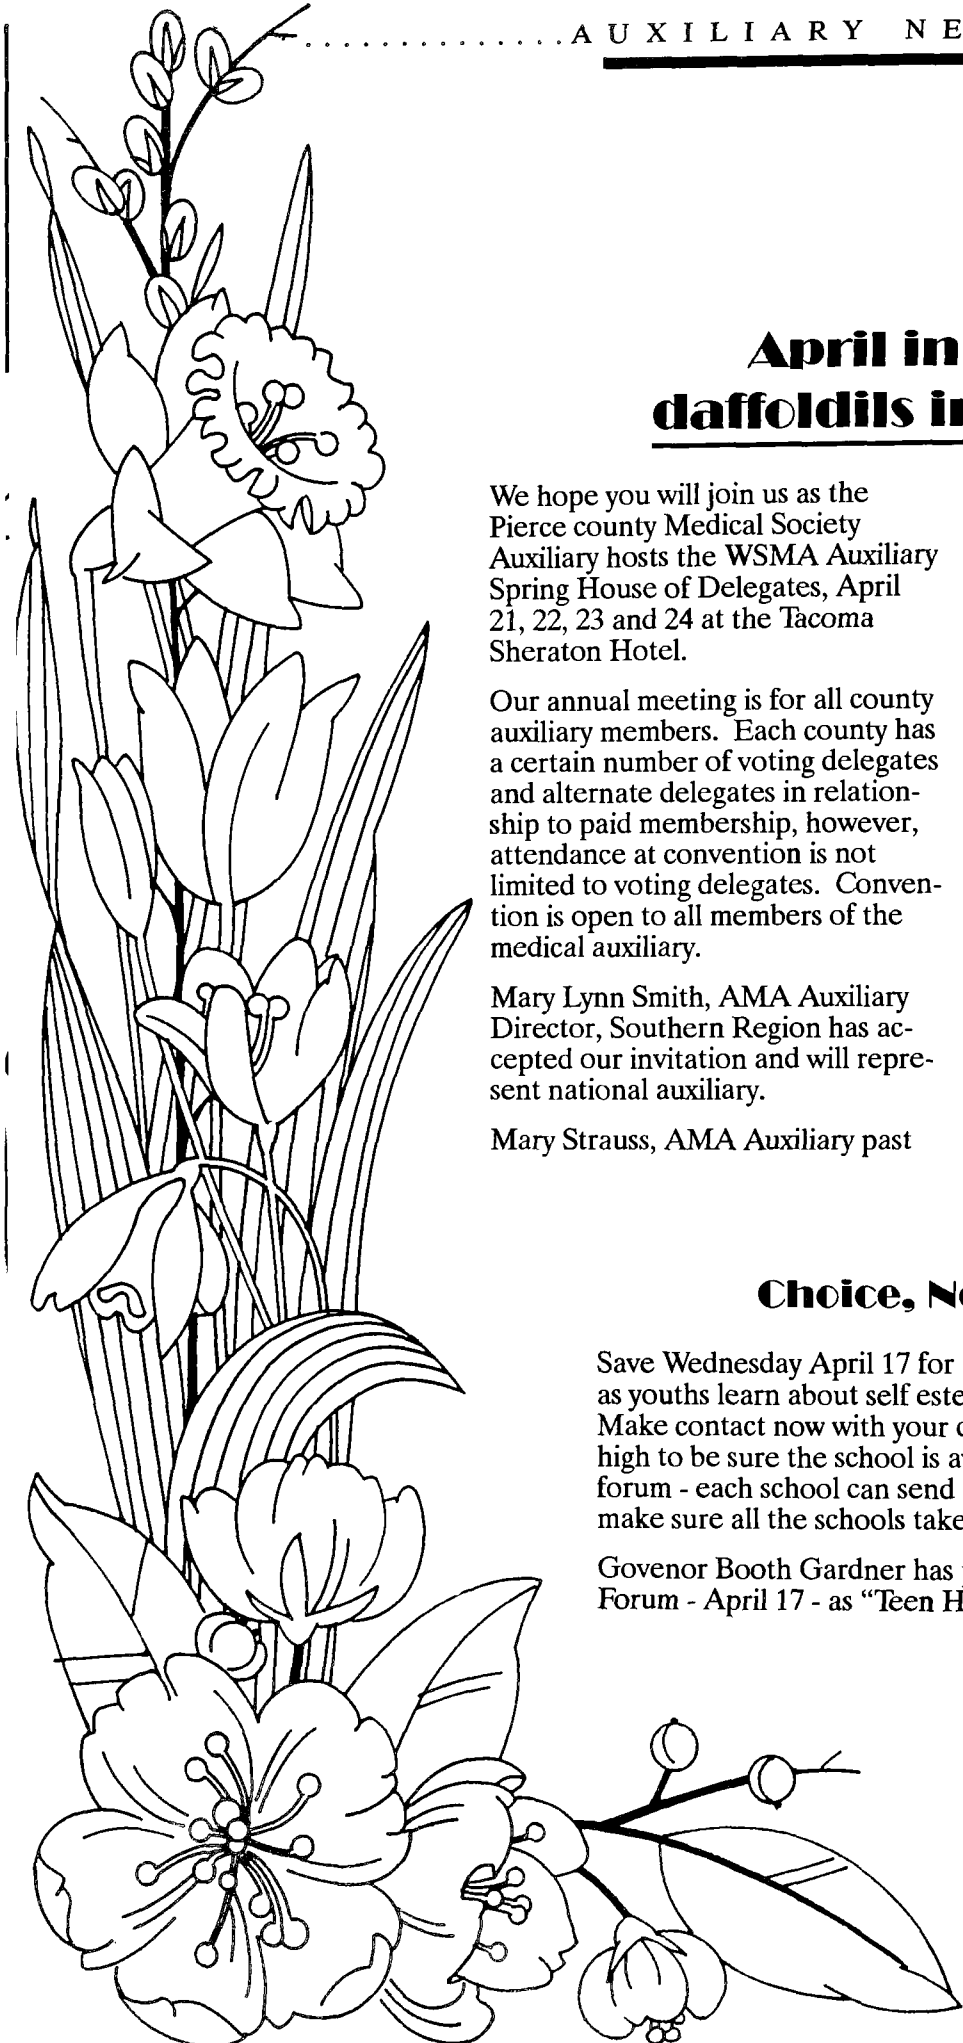 AUXILIARY NE
April in
daffoldils in
We hope you will join us as the
Pierce county Medical Society
Auxiliary hosts the WSMA Auxiliary
Spring House of Delegates, April
21, 22, 23 and 24 at the Tacoma
Sheraton Hotel.
Our annual meeting is for all county
auxiliary members. Each county has
a certain number of voting delegates
and alternate delegates in relation-
ship to paid membership, however,
attendance at convention is not
limited to voting delegates. Conven-
tion is open to all members of the
medical auxiliary.
Mary Lynn Smith, AMA Auxiliary
Director, Southern Region has ac-
cepted our invitation and will repre-
sent national auxiliary.
Mary Strauss, AMA Auxiliary past
Choice, N
Save Wednesday April 17 for
as youths learn about self este
Make contact now with your
high to be sure the school is a
forum - each school can send
make sure all the schools take
Govenor Booth Gardner has
Forum - April 17 - as “Teen H